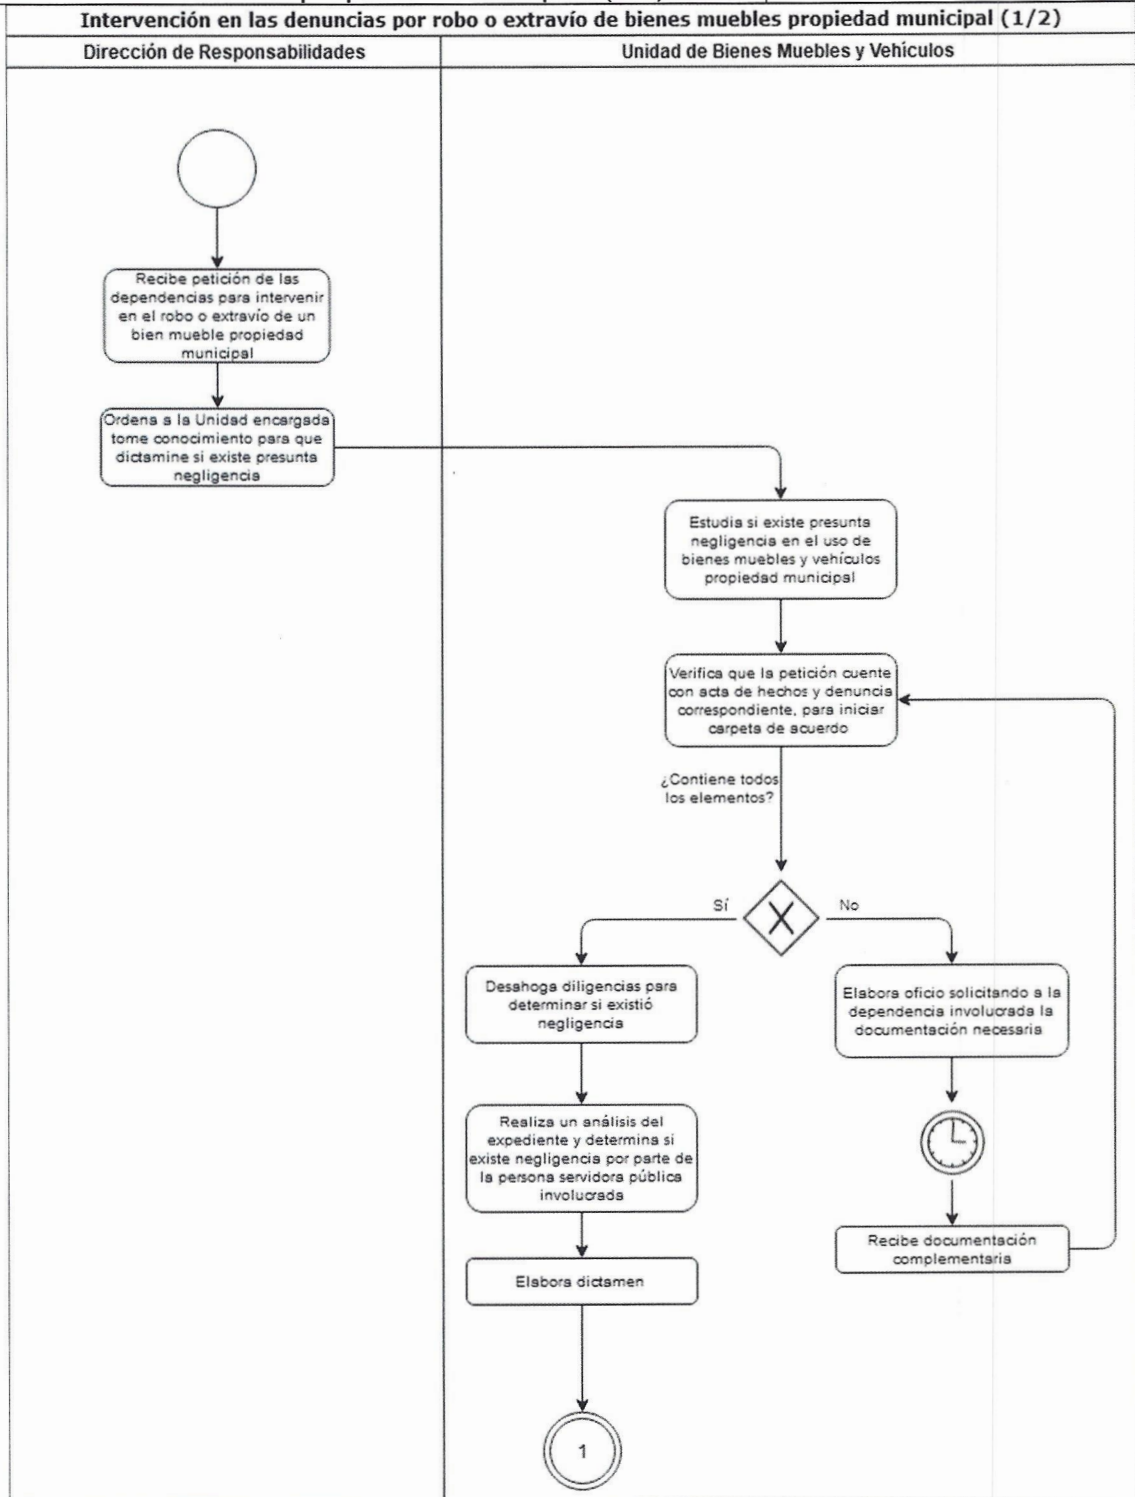 Intervención en las denuncias por robo o extravío de bienes muebles propiedad municipal (1/2)
Dirección de Responsabilidades
Unidad de Bienes Muebles y Vehículos
Recibe petición de las
dependencias para intervenir
en el robo o extravío de un
bien mueble propiedad
municipal
Ordena a la Unidad encargada
tome conocimiento para que
dictamine si existe presunta
negligencia
Estudia si existe presunta
negligencia en el uso de
bienes muebles y vehículos
propiedad municipal
Verifica que la petición cuente
con acta de hechos y denuncia
correspondiente, para iniciar
carpeta de acuerdo
¿Contiene todos
los elementos?
Sí
No
X
Desahoga diligencias para
determinar si existió
negligencia
Elabora oficio solicitando a la
dependencia involucrada la
documentación necesaria
Realiza un análisis del
expediente y determina si
existe negligencia por parte de
la persona servidora pública
involucrada
Recibe documentación
complementaria
Elabora dictamen
1